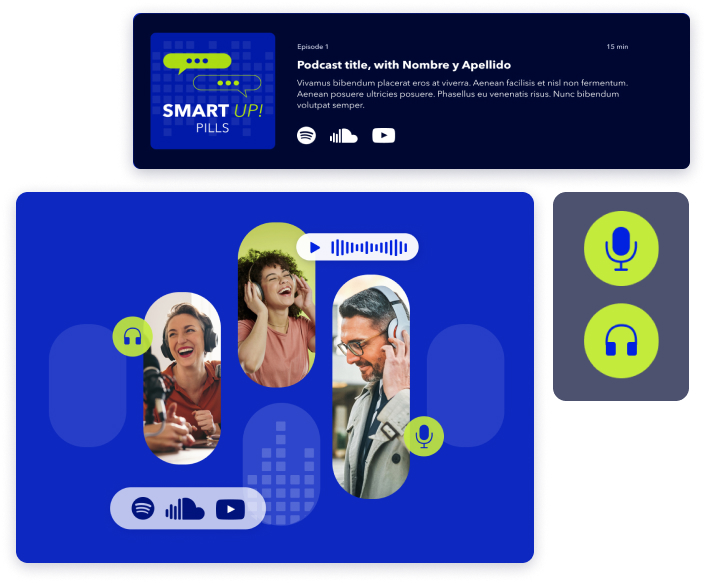 SMART UP!
PILLS
Episode 1
15 min
Podcast title, with Nombre y Apellido
Vivamus bibendum placerat eros at viverra. Aenean facilisis et nisl non fermentum.
Aenean posuere ultricies posuere. Phasellus eu venenatis risus. Nunc bibendum
volutpat semper.